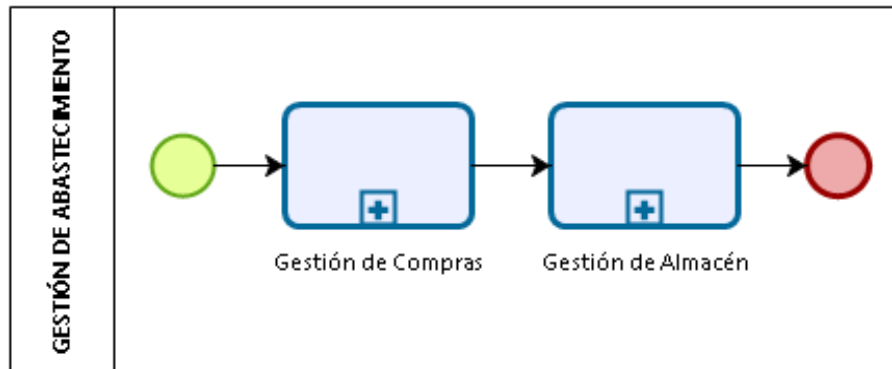 GESTIÓN DE ABASTECIMIENTO
Gestión de Compras
Gestión de Almacén